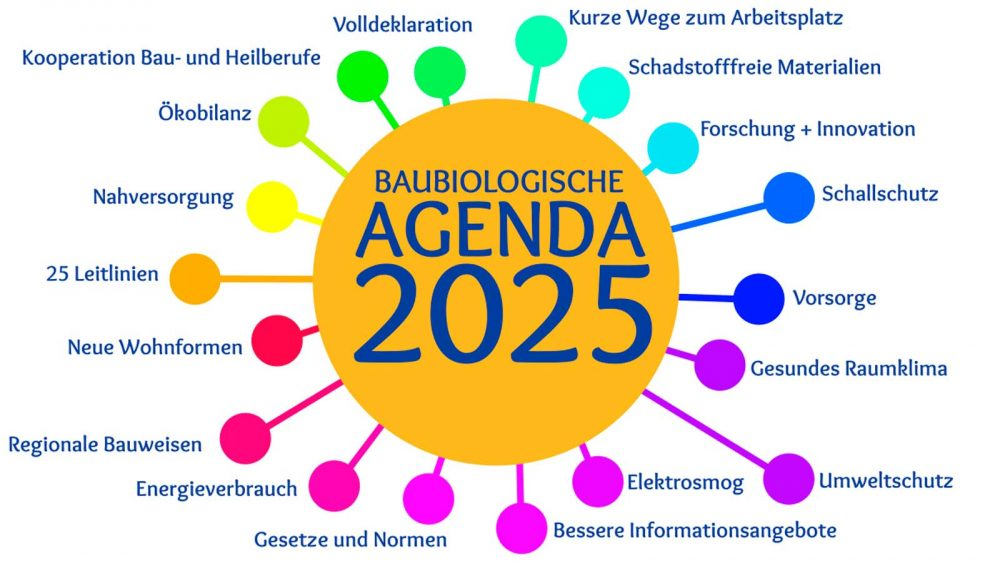 Volldeklaration
Kurze Wege zum Arbeitsplatz
Kooperation Bau- und Heilberufe
Schadstofffreie Materialien
Ökobilanz
Forschung + Innovation
Nahversorgung
Schallschutz
BAUBIOLOGISCHE
AGENDA
2025
25 Leitlinien
Vorsorge
Neue Wohnformen
Gesundes Raumklima
Regionale Bauweisen
Energieverbrauch
Elektrosmog
Umweltschutz
Gesetze und Normen
Bessere Informationsangebote